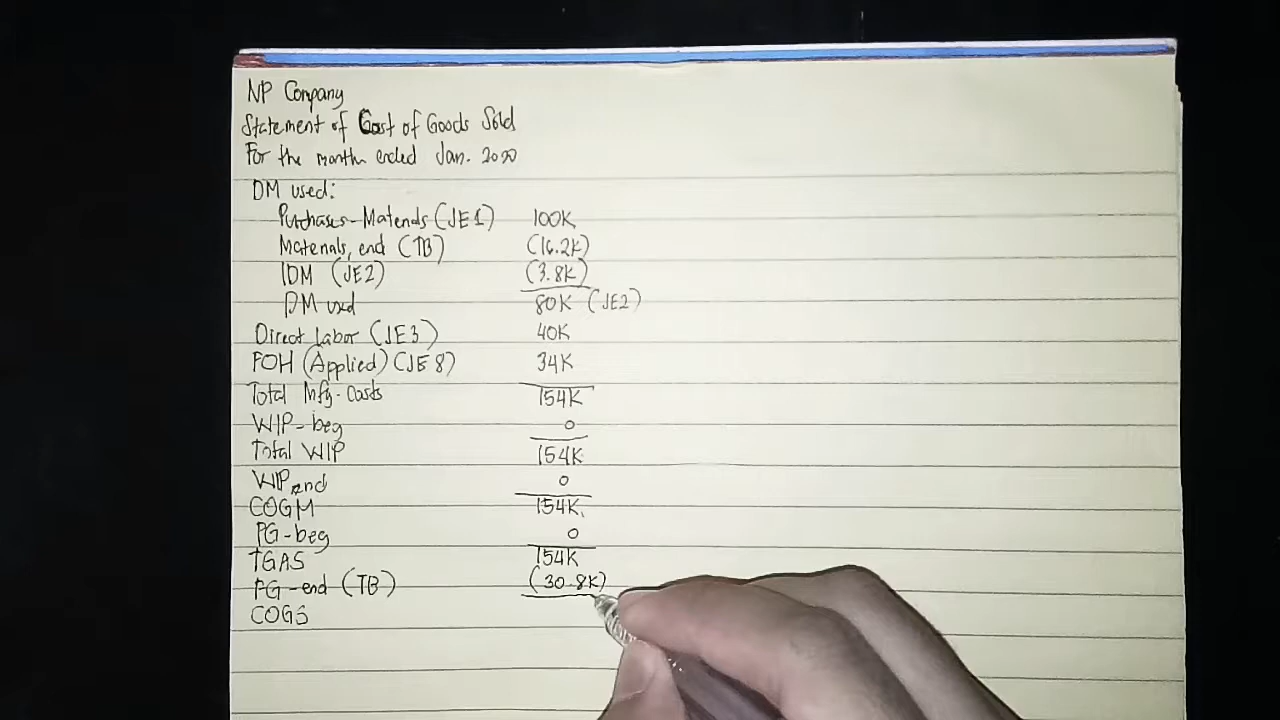 NP Company
Statement of Cost of Goods Sold
For the month ended Jan. 2020
DM used:
Purchases-Materials (JE1) 100K
Materials, end (TB) (16.2K)
IDM (JE2) (3.8K)
DM used 80K (JE2)
Direct Labor (JE3) 40K
FOH (Applied) (JE 8) 34K
Total Mfg. Costs 154K
WIP-beg 0
Total WIP 154K
WIP, end 0
COGM 154K
FG-beg 0
TGAS 154K
FG-end (TB) (30.8K)
COGS